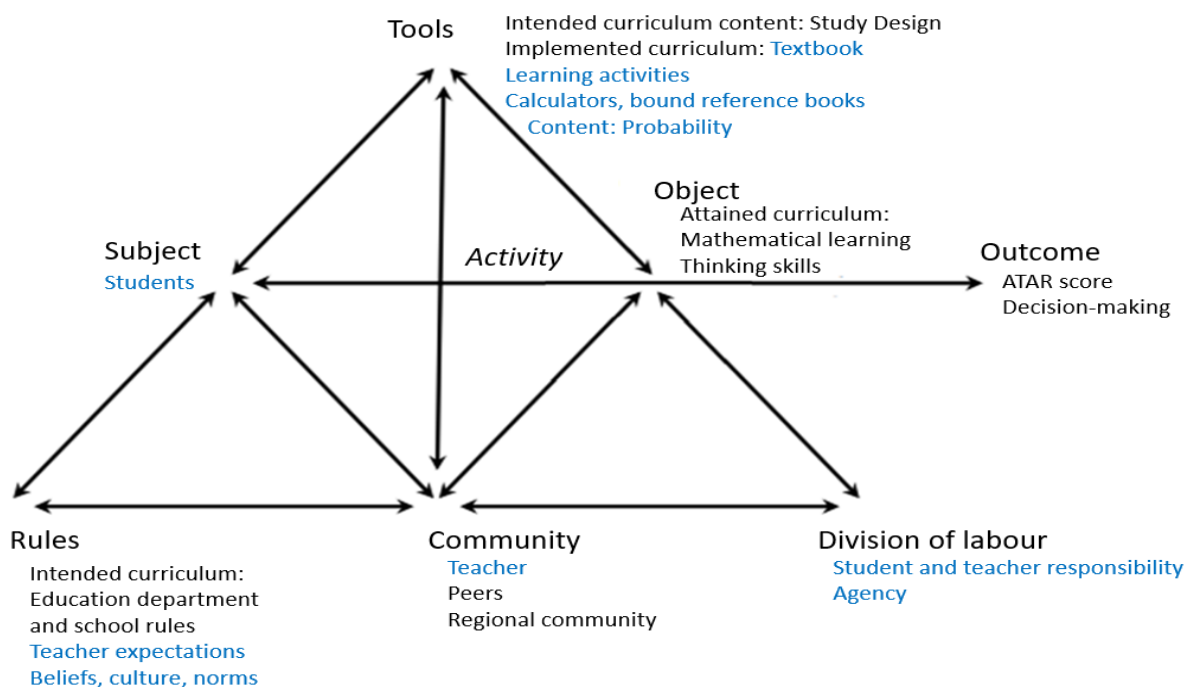 Tools
Intended curriculum content: Study Design
Implemented curriculum: Textbook
Learning activities
Calculators, bound reference books
Content: Probability
Object
Attained curriculum:
Mathematical learning
Thinking skills
Subject
Students
Activity
Outcome
ATAR score
Decision-making
Rules
Intended curriculum:
Education department
and school rules
Teacher expectations
Beliefs, culture, norms
Community
Teacher
Peers
Regional community
Division of labour
Student and teacher responsibility
Agency